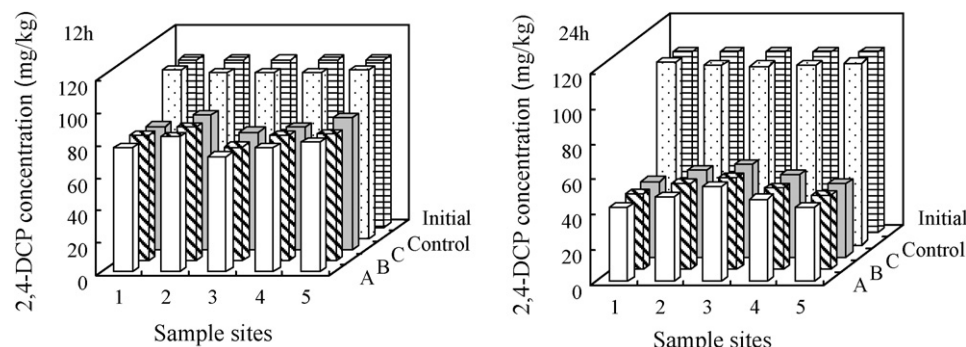 12h
2,4-DCP concentration (mg/kg)
120
100
80
60
40
20
0
1 2 3 4 5
A B C Control Initial
Sample sites
24h
2,4-DCP concentration (mg/kg)
120
100
80
60
40
20
0
1 2 3 4 5
A B C Control Initial
Sample sites